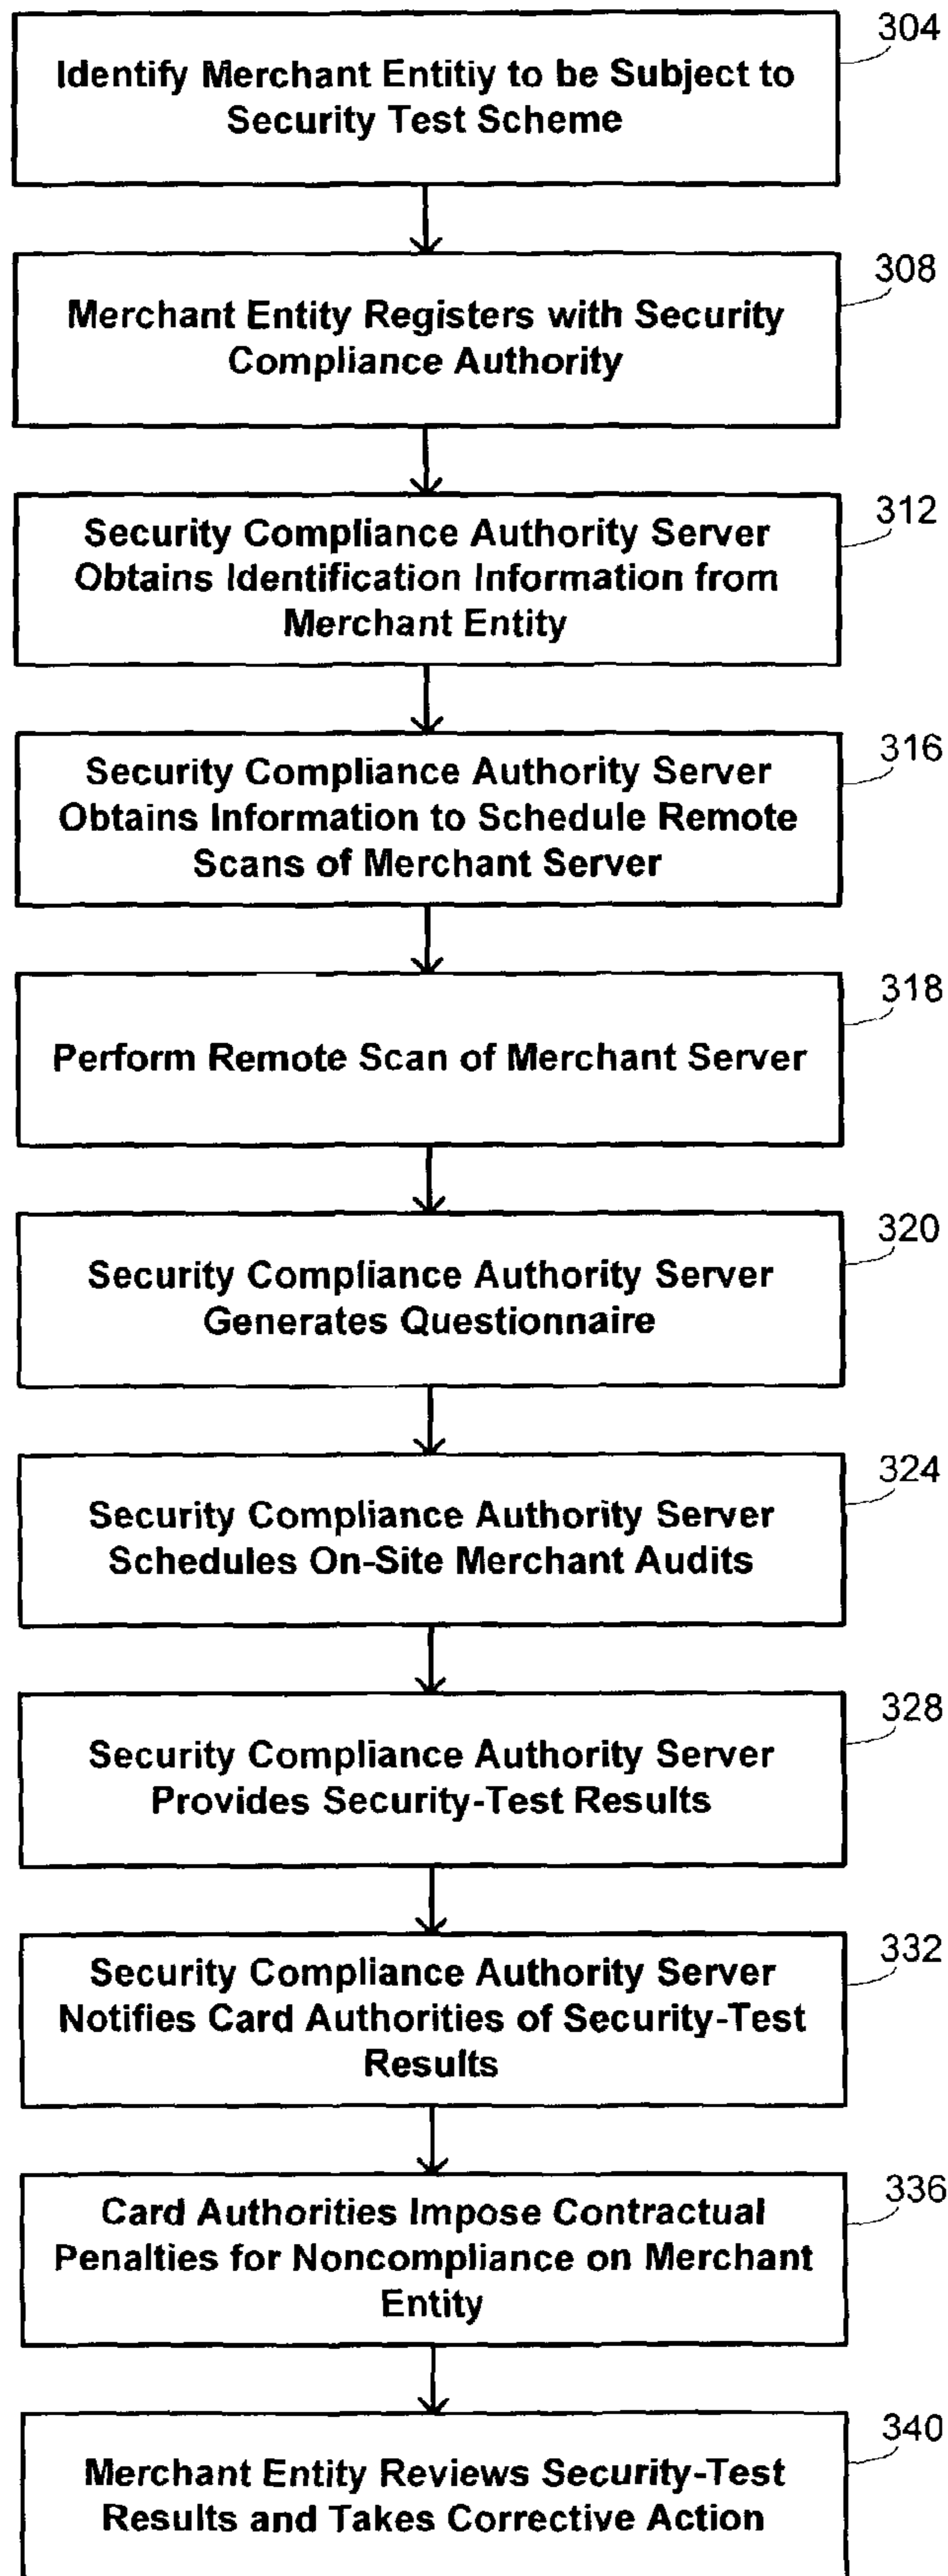 304
Identify Merchant Entitiy to be Subject to
Security Test Scheme
308
Merchant Entity Registers with Security
Compliance Authority
312
Security Compliance Authority Server
Obtains Identification Information from
Merchant Entity
316
Security Compliance Authority Server
Obtains Information to Schedule Remote
Scans of Merchant Server
318
Perform Remote Scan of Merchant Server
320
Security Compliance Authority Server
Generates Questionnaire
324
Security Compliance Authority Server
Schedules On-Site Merchant Audits
328
Security Compliance Authority Server
Provides Security-Test Results
332
Security Compliance Authority Server
Notifies Card Authorities of Security-Test
Results
336
Card Authorities Impose Contractual
Penalties for Noncompliance on Merchant
Entity
340
Merchant Entity Reviews Security-Test
Results and Takes Corrective Action